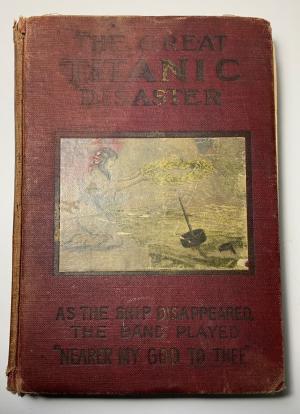 THE GREAT
TITANIC
DISASTER
AS THE SHIP DISAPPEARED,
THE BAND PLAYED
"NEARER MY GOD TO THEE"